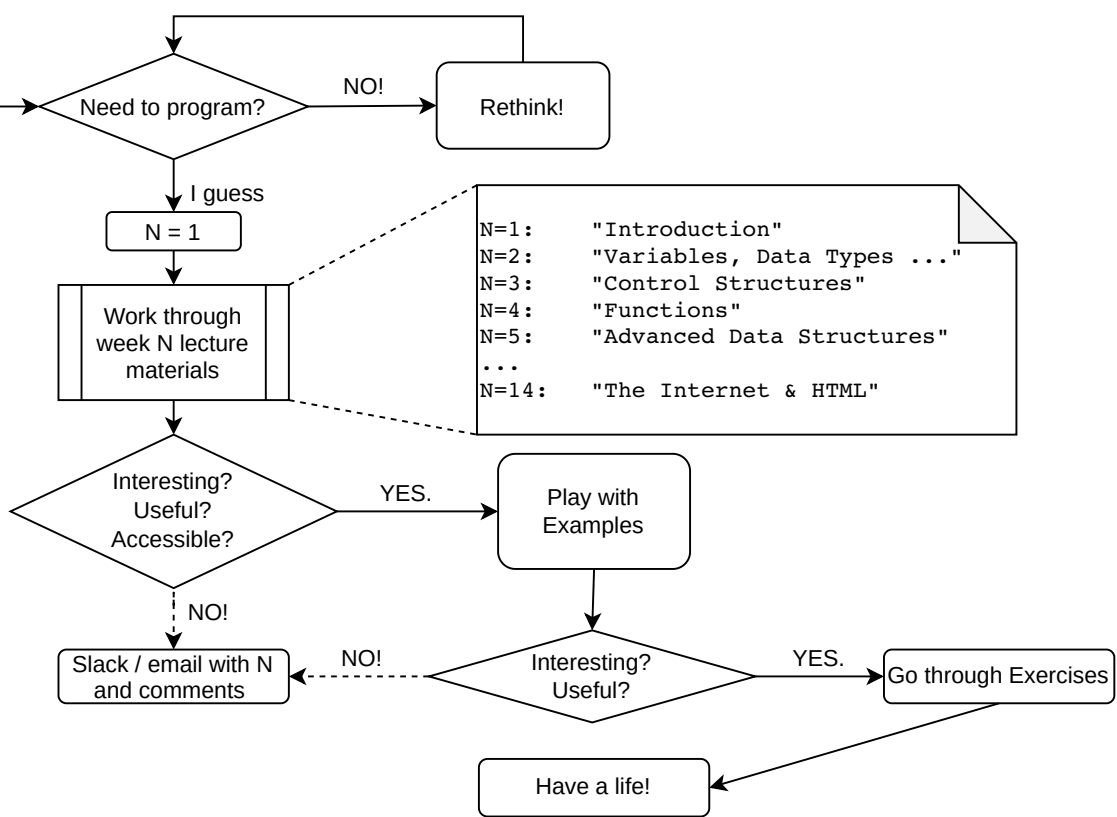 Need to program?
NO!
Rethink!
I guess
N = 1
Work through
week N lecture
materials
N=1: "Introduction"
N=2: "Variables, Data Types ..."
N=3: "Control Structures"
N=4: "Functions"
N=5: "Advanced Data Structures"
...
N=14: "The Internet & HTML"
Interesting?
Useful?
Accessible?
YES.
Play with
Examples
NO!
Slack / email with N
and comments
NO!
Interesting?
Useful?
YES.
Go through Exercises
Have a life!